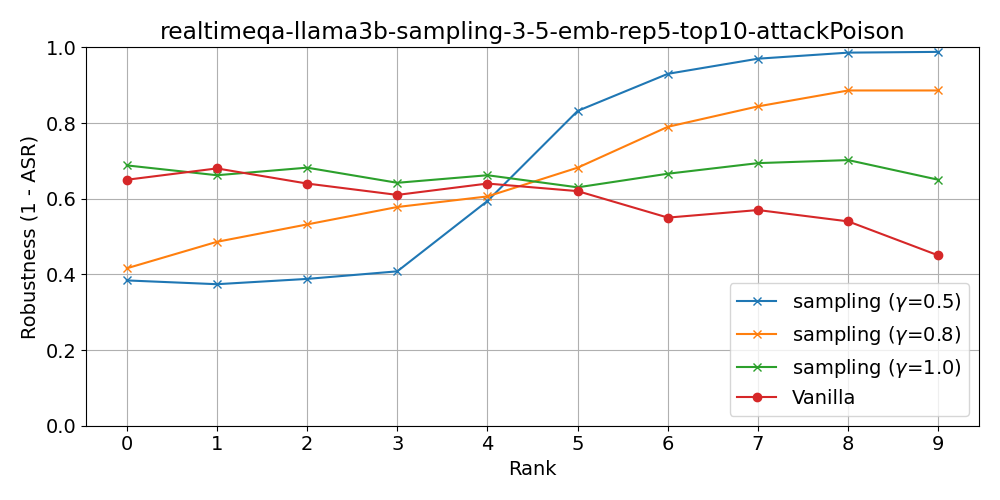 realtimeqa-llama3b-sampling-3-5-emb-rep5-top10-attackPoison
Robustness (1 - ASR)
1.0
0.8
0.6
0.4
0.2
0.0
0 1 2 3 4 5 6 7 8 9
Rank
sampling (γ=0.5)
sampling (γ=0.8)
sampling (γ=1.0)
Vanilla